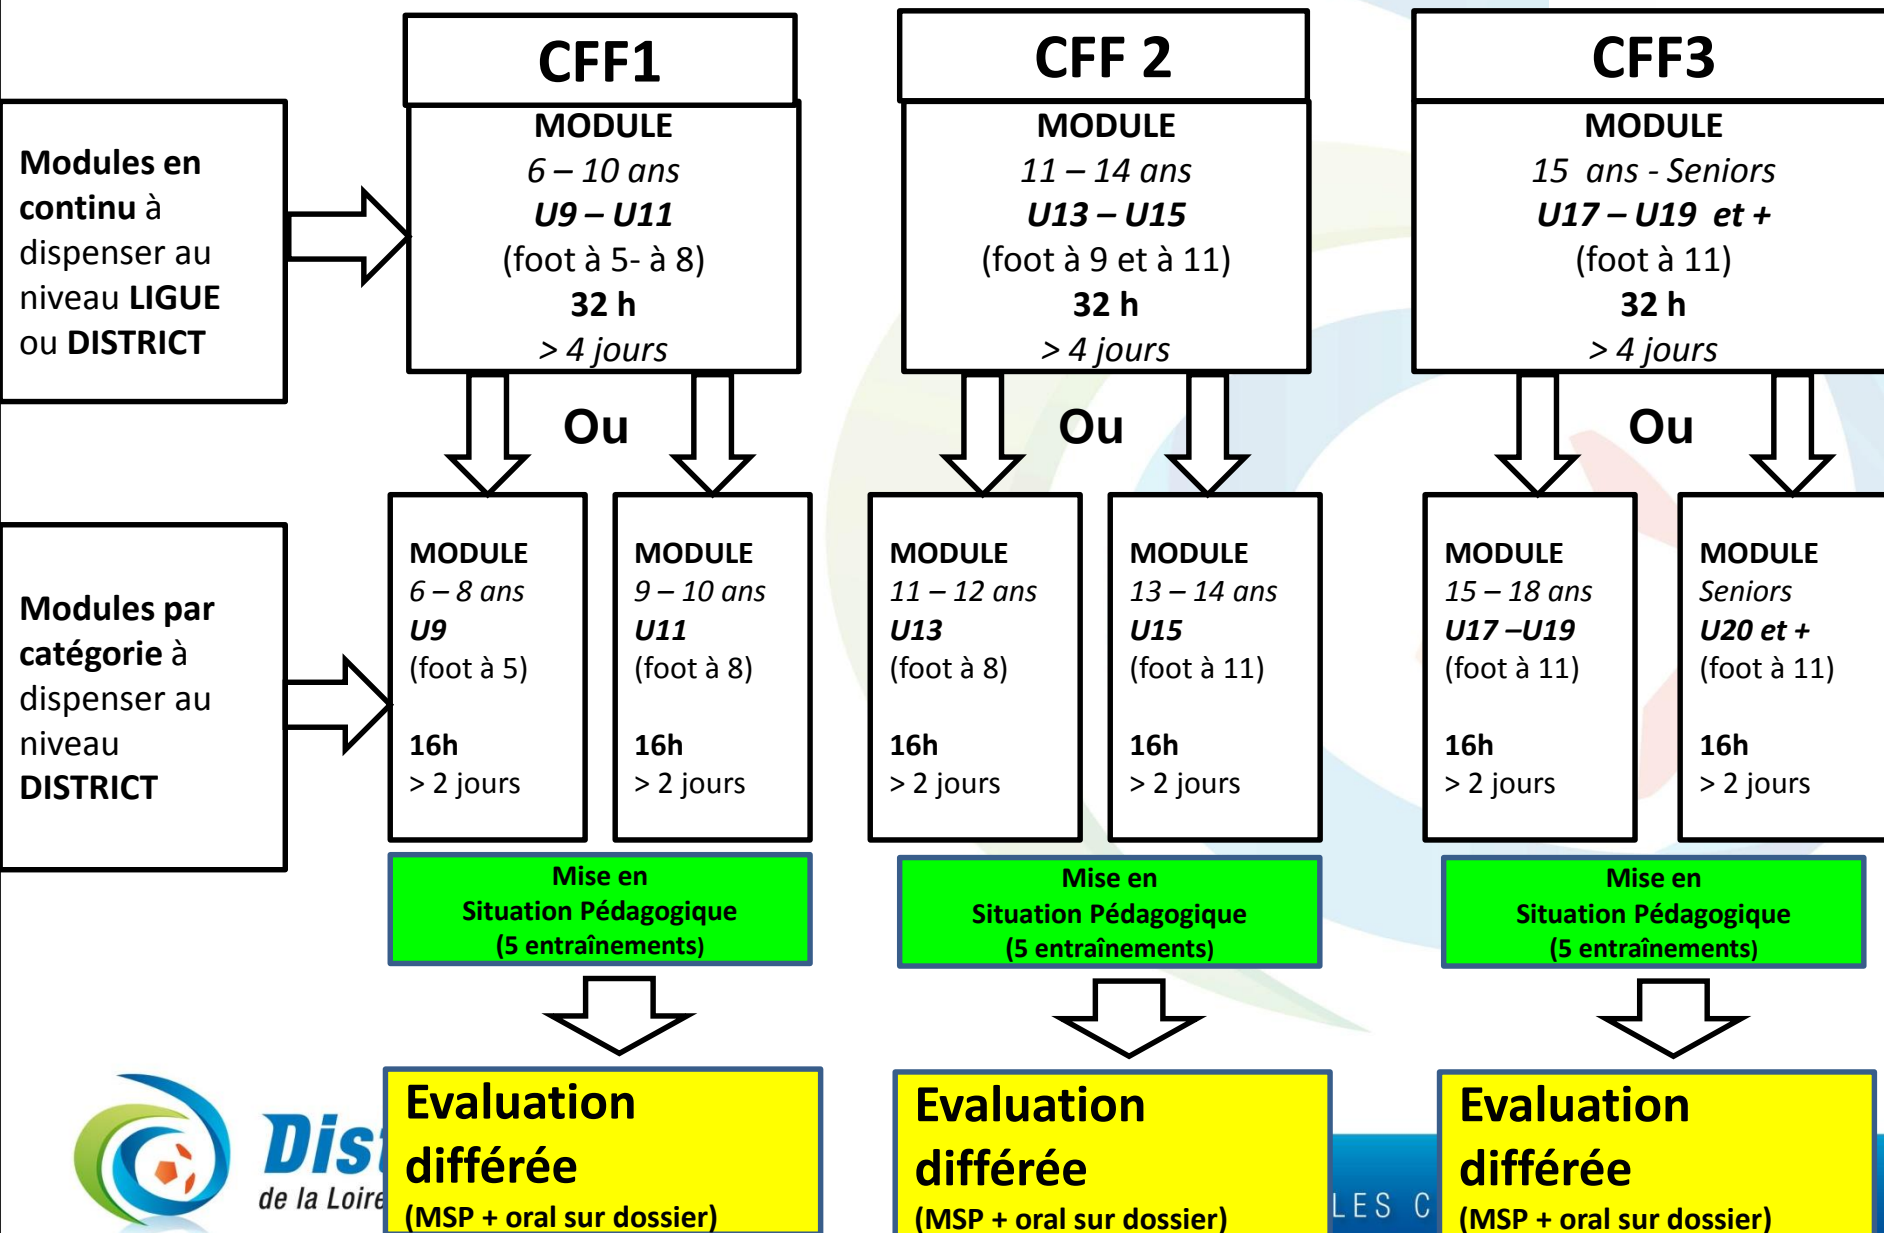 CFF1
CFF 2
CFF3
Modules en
continu à
dispenser au
niveau LIGUE
ou DISTRICT
MODULE
6 – 10 ans
U9 – U11
(foot à 5- à 8)
32 h
> 4 jours
MODULE
11 – 14 ans
U13 – U15
(foot à 9 et à 11)
32 h
> 4 jours
MODULE
15 ans - Seniors
U17 – U19 et +
(foot à 11)
32 h
> 4 jours
Ou
Ou
Ou
Modules par
catégorie à
dispenser au
niveau
DISTRICT
MODULE
6 – 8 ans
U9
(foot à 5)
16h
> 2 jours
MODULE
9 – 10 ans
U11
(foot à 8)
16h
> 2 jours
MODULE
11 – 12 ans
U13
(foot à 8)
16h
> 2 jours
MODULE
13 – 14 ans
U15
(foot à 11)
16h
> 2 jours
MODULE
15 – 18 ans
U17 –U19
(foot à 11)
16h
> 2 jours
MODULE
Seniors
U20 et +
(foot à 11)
16h
> 2 jours
Mise en
Situation Pédagogique
(5 entraînements)
Mise en
Situation Pédagogique
(5 entraînements)
Mise en
Situation Pédagogique
(5 entraînements)
Evaluation
différée
(MSP + oral sur dossier)
Evaluation
différée
(MSP + oral sur dossier)
Evaluation
différée
(MSP + oral sur dossier)
Dis
de la Loire
LES C